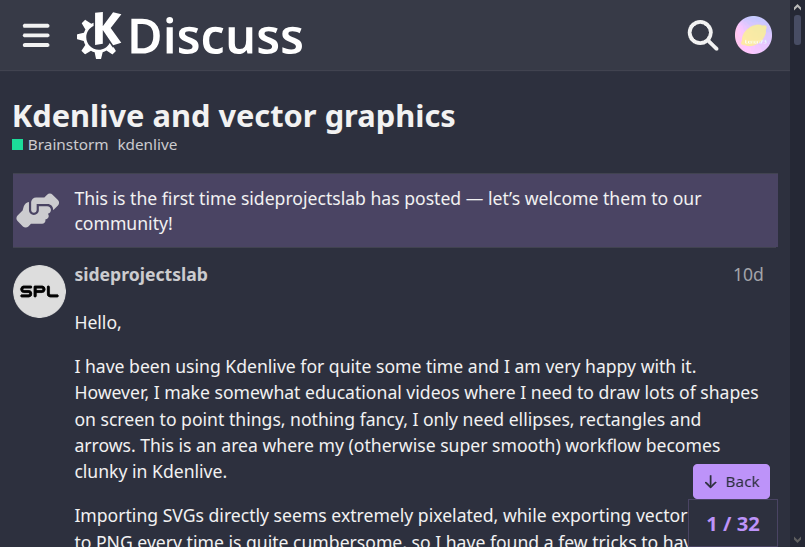 Discuss
Kdenlive and vector graphics
Brainstorm kdenlive
This is the first time sideprojectslab has posted — let’s welcome them to our
community!
SPL
sideprojectslab 10d
Hello,
I have been using Kdenlive for quite some time and I am very happy with it.
However, I make somewhat educational videos where I need to draw lots of shapes
on screen to point things, nothing fancy, I only need ellipses, rectangles and
arrows. This is an area where my (otherwise super smooth) workflow becomes
clunky in Kdenlive.
Back
Importing SVGs directly seems extremely pixelated, while exporting vector
1 / 32
to PNG every time is quite cumbersome, so I have found a few tricks to